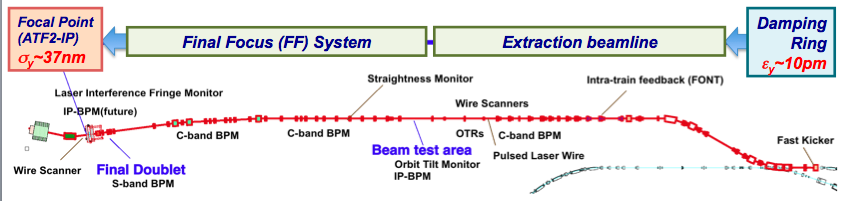 Focal Point
(ATF2-IP)
σy~37nm
Final Focus (FF) System
Extraction beamline
Damping
Ring
εy~10pm
Straightness Monitor
Intra-train feedback (FONT)
Laser Interference Fringe Monitor
IP-BPM(future)
Wire Scanners
C-band BPM
C-band BPM
OTRs
C-band BPM
Fast Kicker
Beam test area
Pulsed Laser Wire
Orbit Tilt Monitor
IP-BPM
Wire Scanner
Final Doublet
S-band BPM